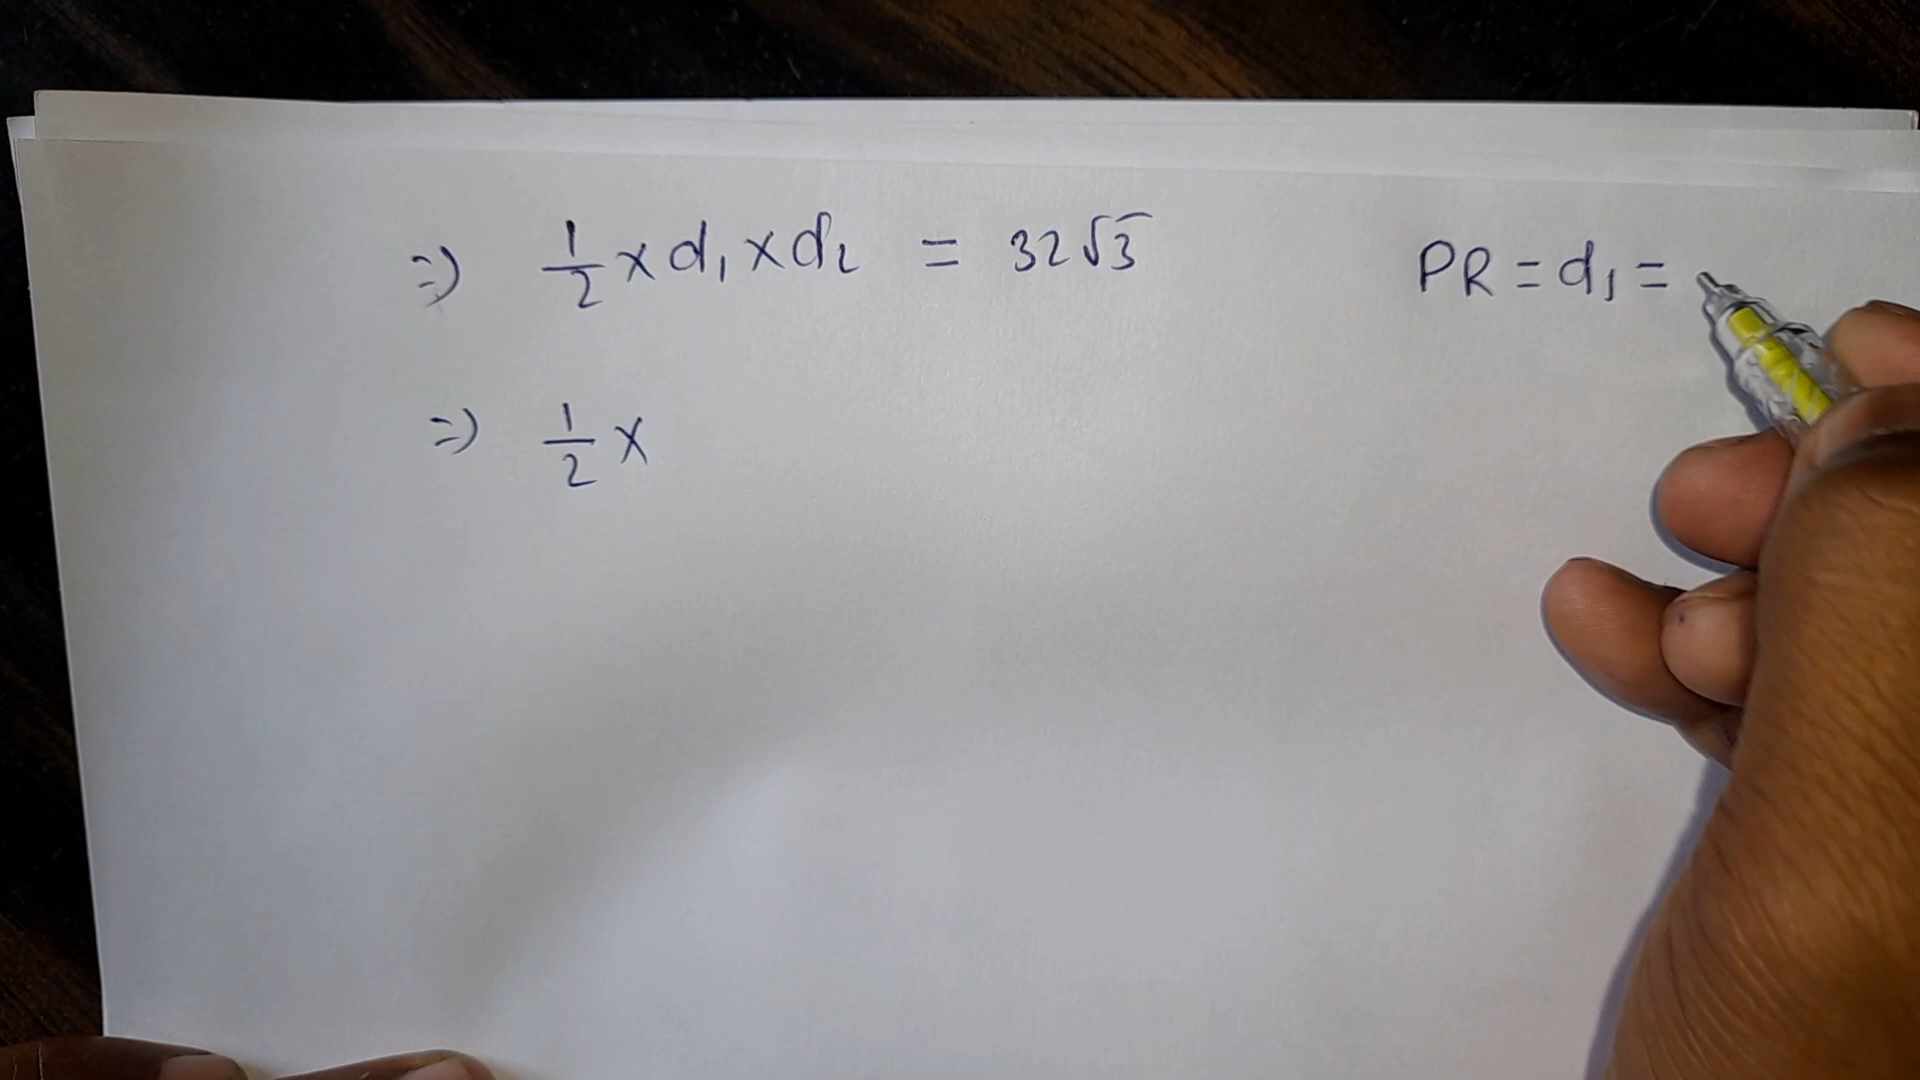 =) 1/2 x d₁ x d₂ = 32√3
PR = d₁ =
=) 1/2 x